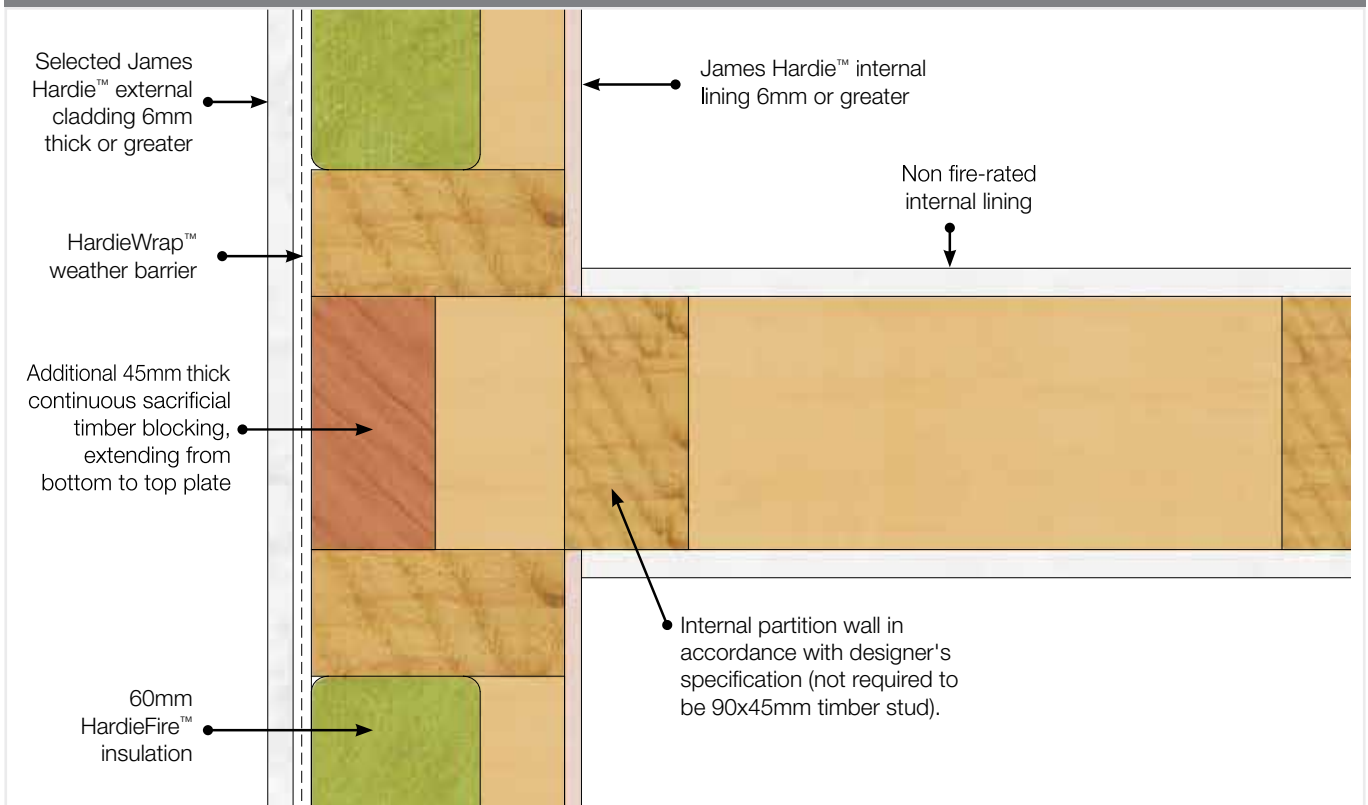 Selected James
Hardie™ external
cladding 6mm
thick or greater
James Hardie™ internal
lining 6mm or greater
Non fire-rated
internal lining
HardieWrap™
weather barrier
Additional 45mm thick
continuous sacrificial
timber blocking,
extending from
bottom to top plate
Internal partition wall in
accordance with designer's
specification (not required to
be 90x45mm timber stud).
60mm
HardieFire™
insulation